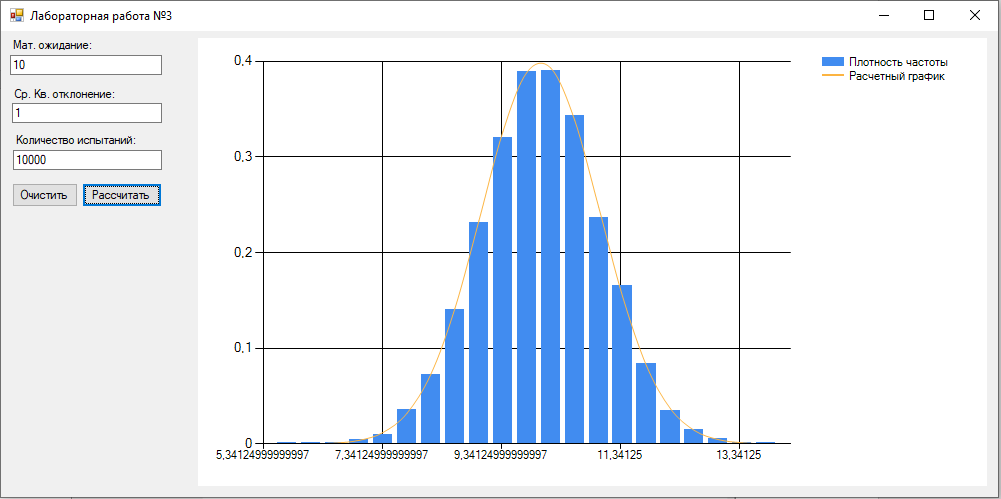 Лабораторная работа №3
Мат. ожидание:
10
Ср. Кв. отклонение:
1
Количество испытаний:
10000
Очистить
Рассчитать
0,4
0,3
0,2
0,1
0
5,34124999999997
7,34124999999997
9,34124999999997
11,34125
13,34125
Плотность частоты
Расчетный график